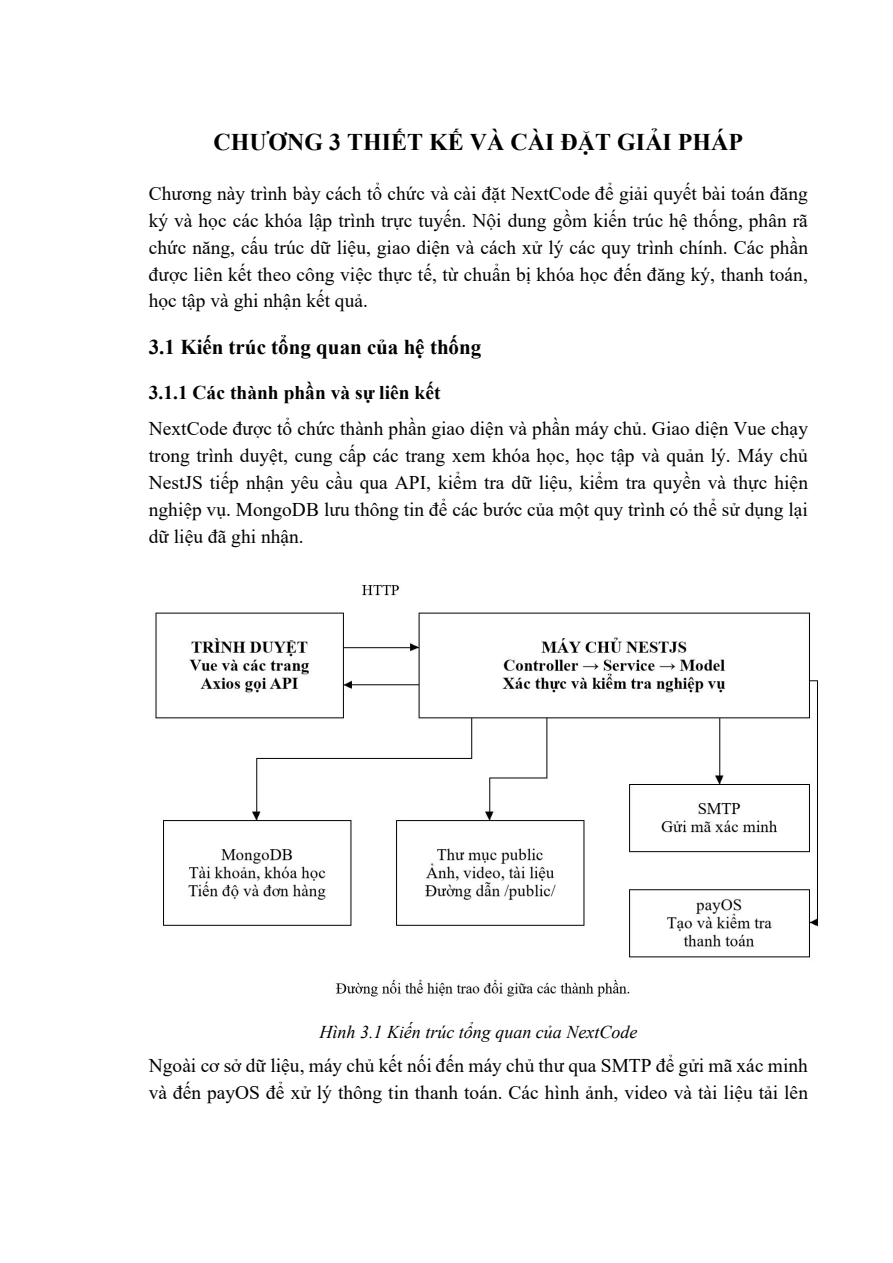 CHƯƠNG 3 THIẾT KẾ VÀ CÀI ĐẶT GIẢI PHÁP
Chương này trình bày cách tổ chức và cài đặt NextCode để giải quyết bài toán đăng
ký và học các khóa lập trình trực tuyến. Nội dung gồm kiến trúc hệ thống, phân rã
chức năng, cấu trúc dữ liệu, giao diện và cách xử lý các quy trình chính. Các phần
được liên kết theo công việc thực tế, từ chuẩn bị khóa học đến đăng ký, thanh toán,
học tập và ghi nhận kết quả.
3.1 Kiến trúc tổng quan của hệ thống
3.1.1 Các thành phần và sự liên kết
NextCode được tổ chức thành phần giao diện và phần máy chủ. Giao diện Vue chạy
trong trình duyệt, cung cấp các trang xem khóa học, học tập và quản lý. Máy chủ
NestJS tiếp nhận yêu cầu qua API, kiểm tra dữ liệu, kiểm tra quyền và thực hiện
nghiệp vụ. MongoDB lưu thông tin để các bước của một quy trình có thể sử dụng lại
dữ liệu đã ghi nhận.
HTTP
TRÌNH DUYỆT
Vue và các trang
Axios gọi API
MÁY CHỦ NESTJS
Controller → Service → Model
Xác thực và kiểm tra nghiệp vụ
MongoDB
Tài khoản, khóa học
Tiến độ và đơn hàng
Thư mục public
Ảnh, video, tài liệu
Đường dẫn /public/
SMTP
Gửi mã xác minh
payOS
Tạo và kiểm tra
thanh toán
Đường nối thể hiện trao đổi giữa các thành phần.
Hình 3.1 Kiến trúc tổng quan của NextCode
Ngoài cơ sở dữ liệu, máy chủ kết nối đến máy chủ thư qua SMTP để gửi mã xác minh
và đến payOS để xử lý thông tin thanh toán. Các hình ảnh, video và tài liệu tải lên